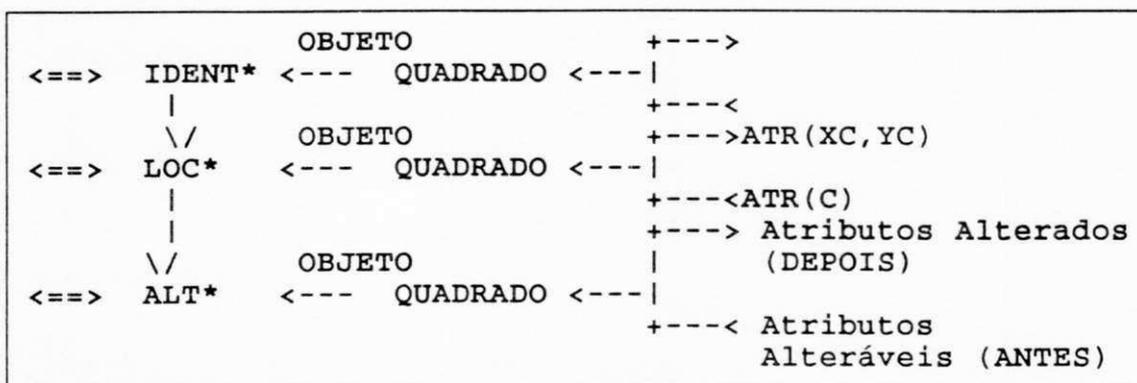 OBJETO              +--->
<==>  IDENT* <---   QUADRADO <---|
        |                               +---<
       \/           OBJETO              +--->ATR(XC,YC)
<==>  LOC*   <---   QUADRADO <---|
        |                               +---<ATR(C)
        |                               +---> Atributos Alterados
       \/           OBJETO              |     (DEPOIS)
<==>  ALT*   <---   QUADRADO <---|
                                        +---< Atributos
                                              Alteráveis (ANTES)